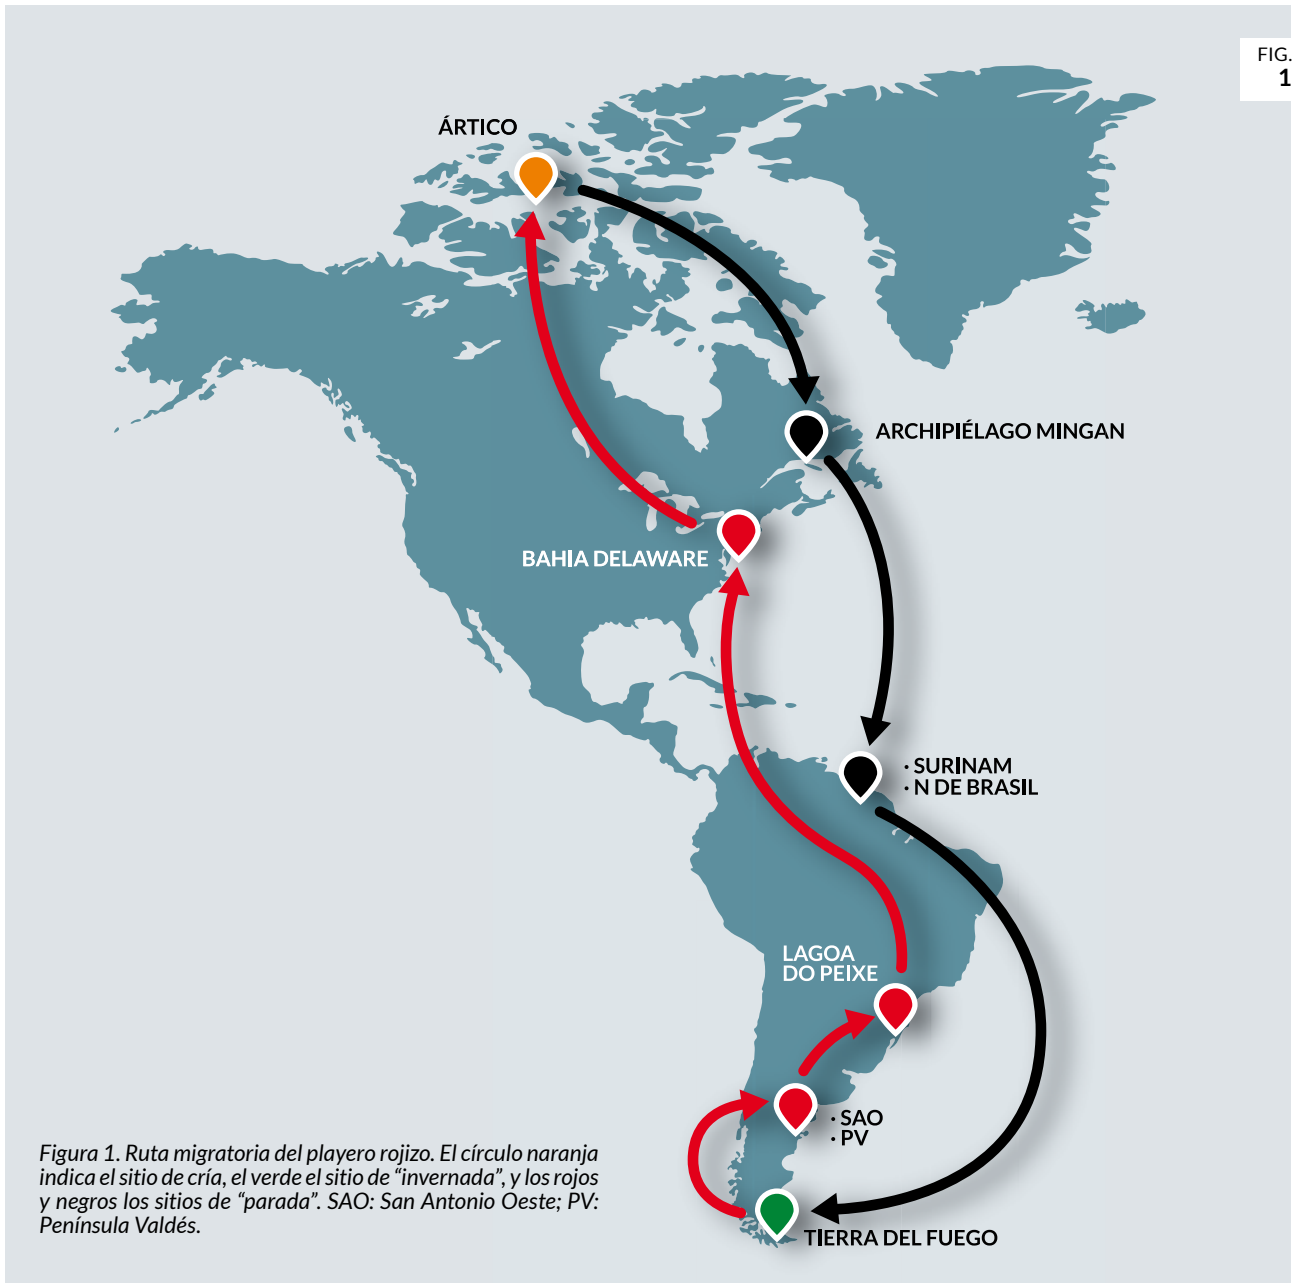 FIG.
1
ÁRTICO
ARCHIPIÉLAGO MINGAN
BAHIA DELAWARE
· SURINAM
· N DE BRASIL
LAGOA
DO PEIXE
· SAO
· PV
TIERRA DEL FUEGO
Figura 1. Ruta migratoria del playero rojizo. El círculo naranja
indica el sitio de cría, el verde el sitio de “invernada”, y los rojos
y negros los sitios de “parada”. SAO: San Antonio Oeste; PV:
Península Valdés.